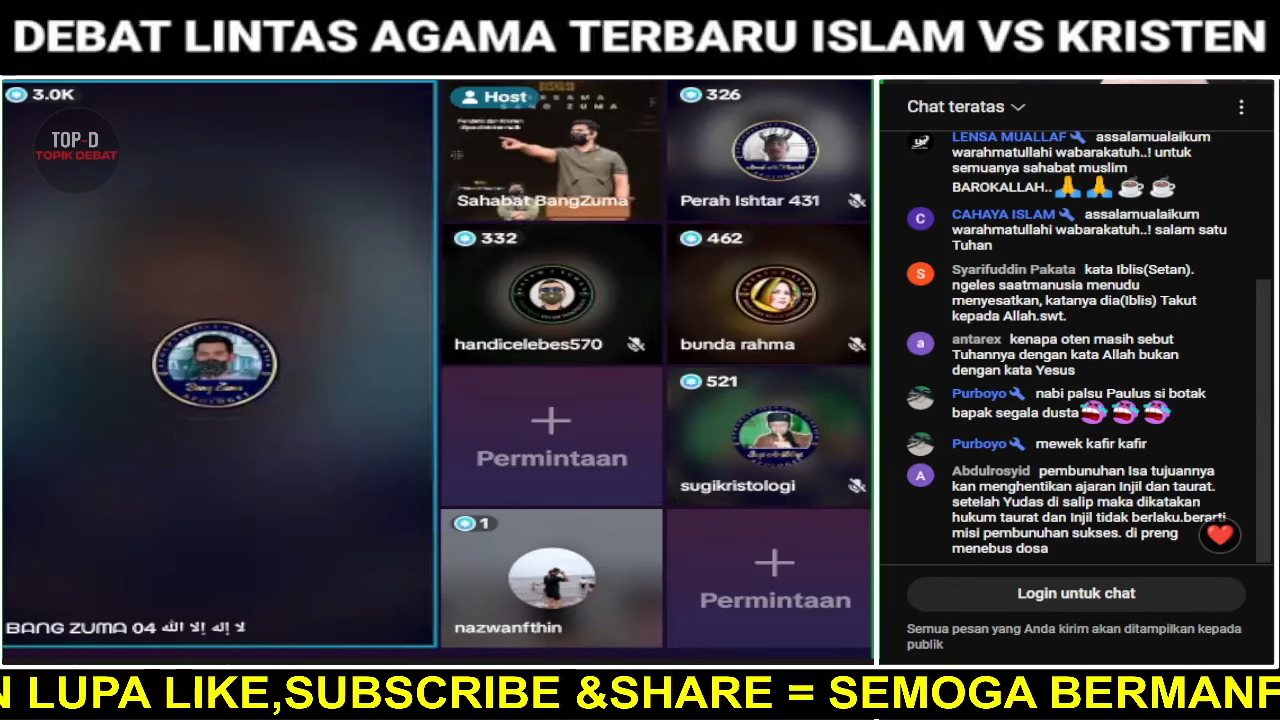 DEBAT LINTAS AGAMA TERBARU ISLAM VS KRISTEN
3.0K
TOP-D
TOPIK DEBAT
Bang Zuma
APOLOGET
BANG ZUMA 04 لا إله إلا الله
Host
BERSAMA
BANG ZUMA
Sahabat BangZuma
326
Perah Ishtar 431
332
handicelebes570
462
bunda rahma
Permintaan
521
sugikristologi
1
nazwanfthin
Permintaan
Chat teratas
LENSA MUALLAF assalamualaikum
warahmatullahi wabarakatuh..! untuk
semuanya sahabat muslim
BAROKALLAH..🙏🙏☕☕
C
CAHAYA ISLAM assalamualaikum
warahmatullahi wabarakatuh..! salam satu
Tuhan
S
Syarifuddin Pakata kata Iblis(Setan).
ngeles saatmanusia menudu
menyesatkan, katanya dia(Iblis) Takut
kepada Allah.swt.
a
antarex kenapa oten masih sebut
Tuhannya dengan kata Allah bukan
dengan kata Yesus
Purboyo nabi palsu Paulus si botak
bapak segala dusta
Purboyo mewek kafir kafir
A
Abdulrosyid pembunuhan Isa tujuannya
kan menghentikan ajaran Injil dan taurat.
setelah Yudas di salip maka dikatakan
hukum taurat dan Injil tidak berlaku.berarti
misi pembunuhan sukses. di preng
menebus dosa
Login untuk chat
Semua pesan yang Anda kirim akan ditampilkan kepada
publik
N LUPA LIKE,SUBSCRIBE &SHARE = SEMOGA BERMANF